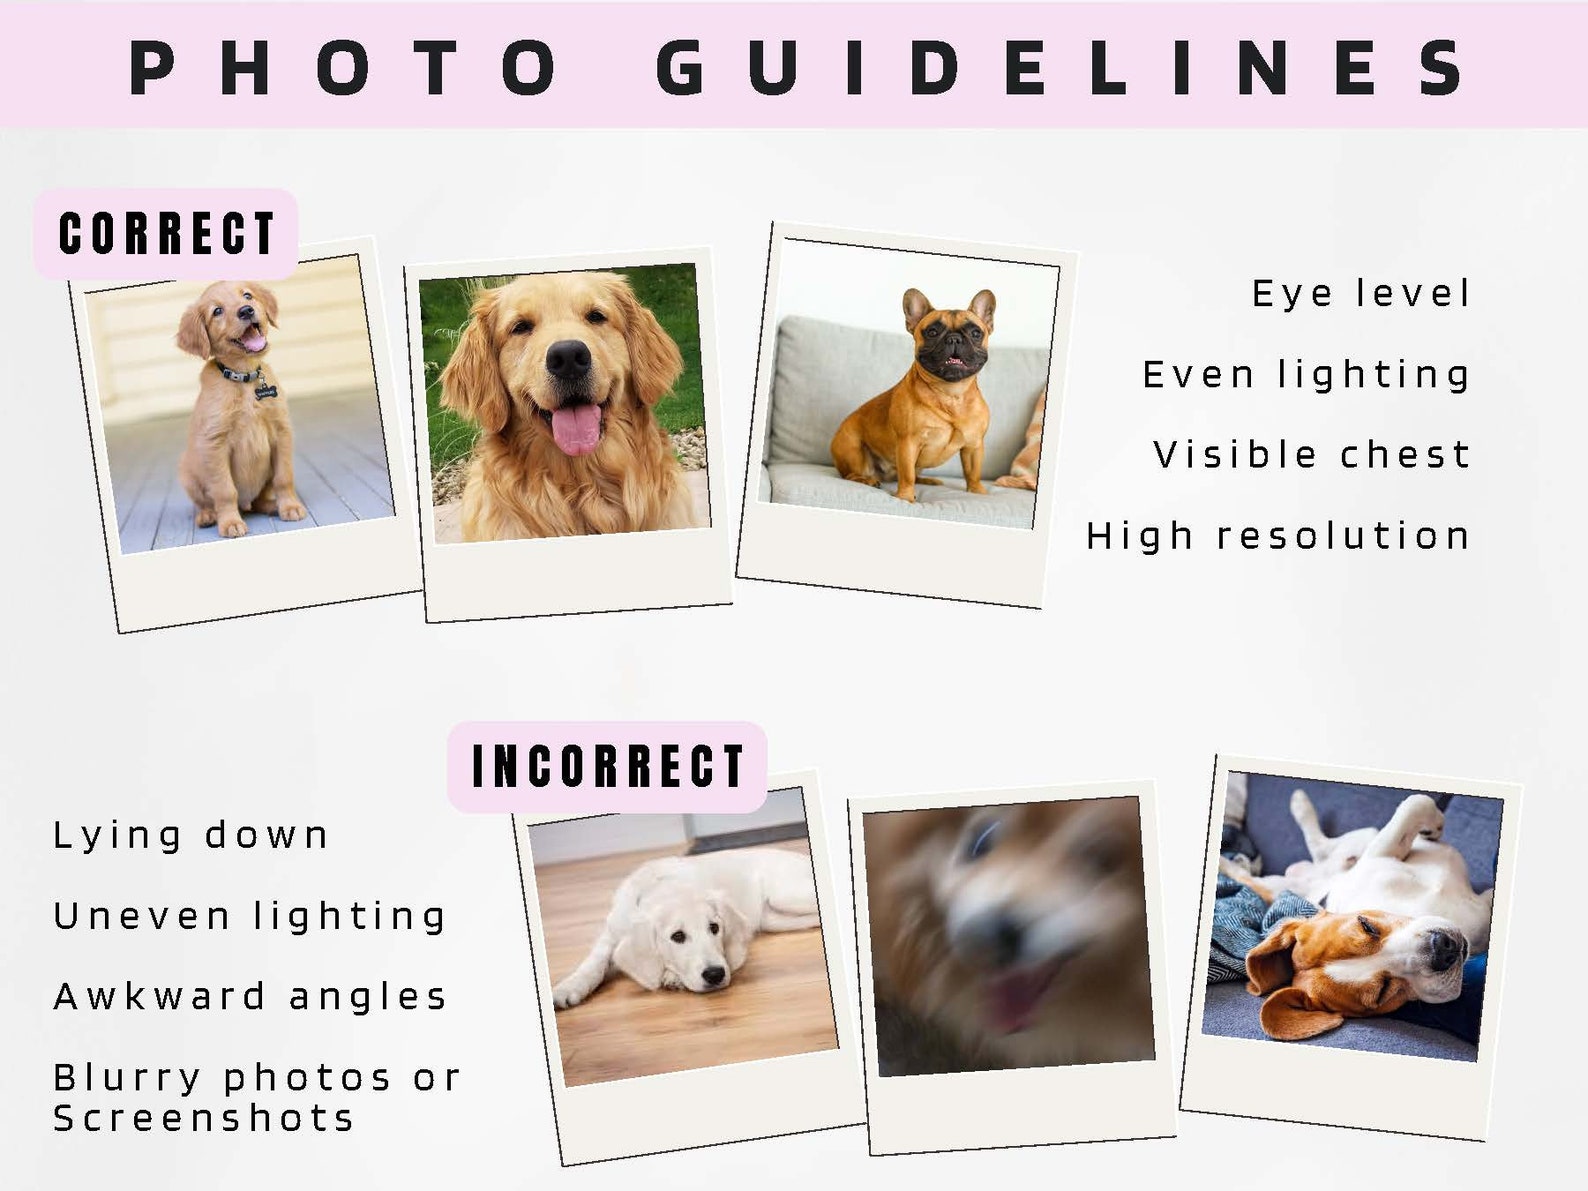 PHOTO GUIDELINES
CORRECT
Eye level
Even lighting
Visible chest
High resolution
INCORRECT
Lying down
Uneven lighting
Awkward angles
Blurry photos or
Screenshots